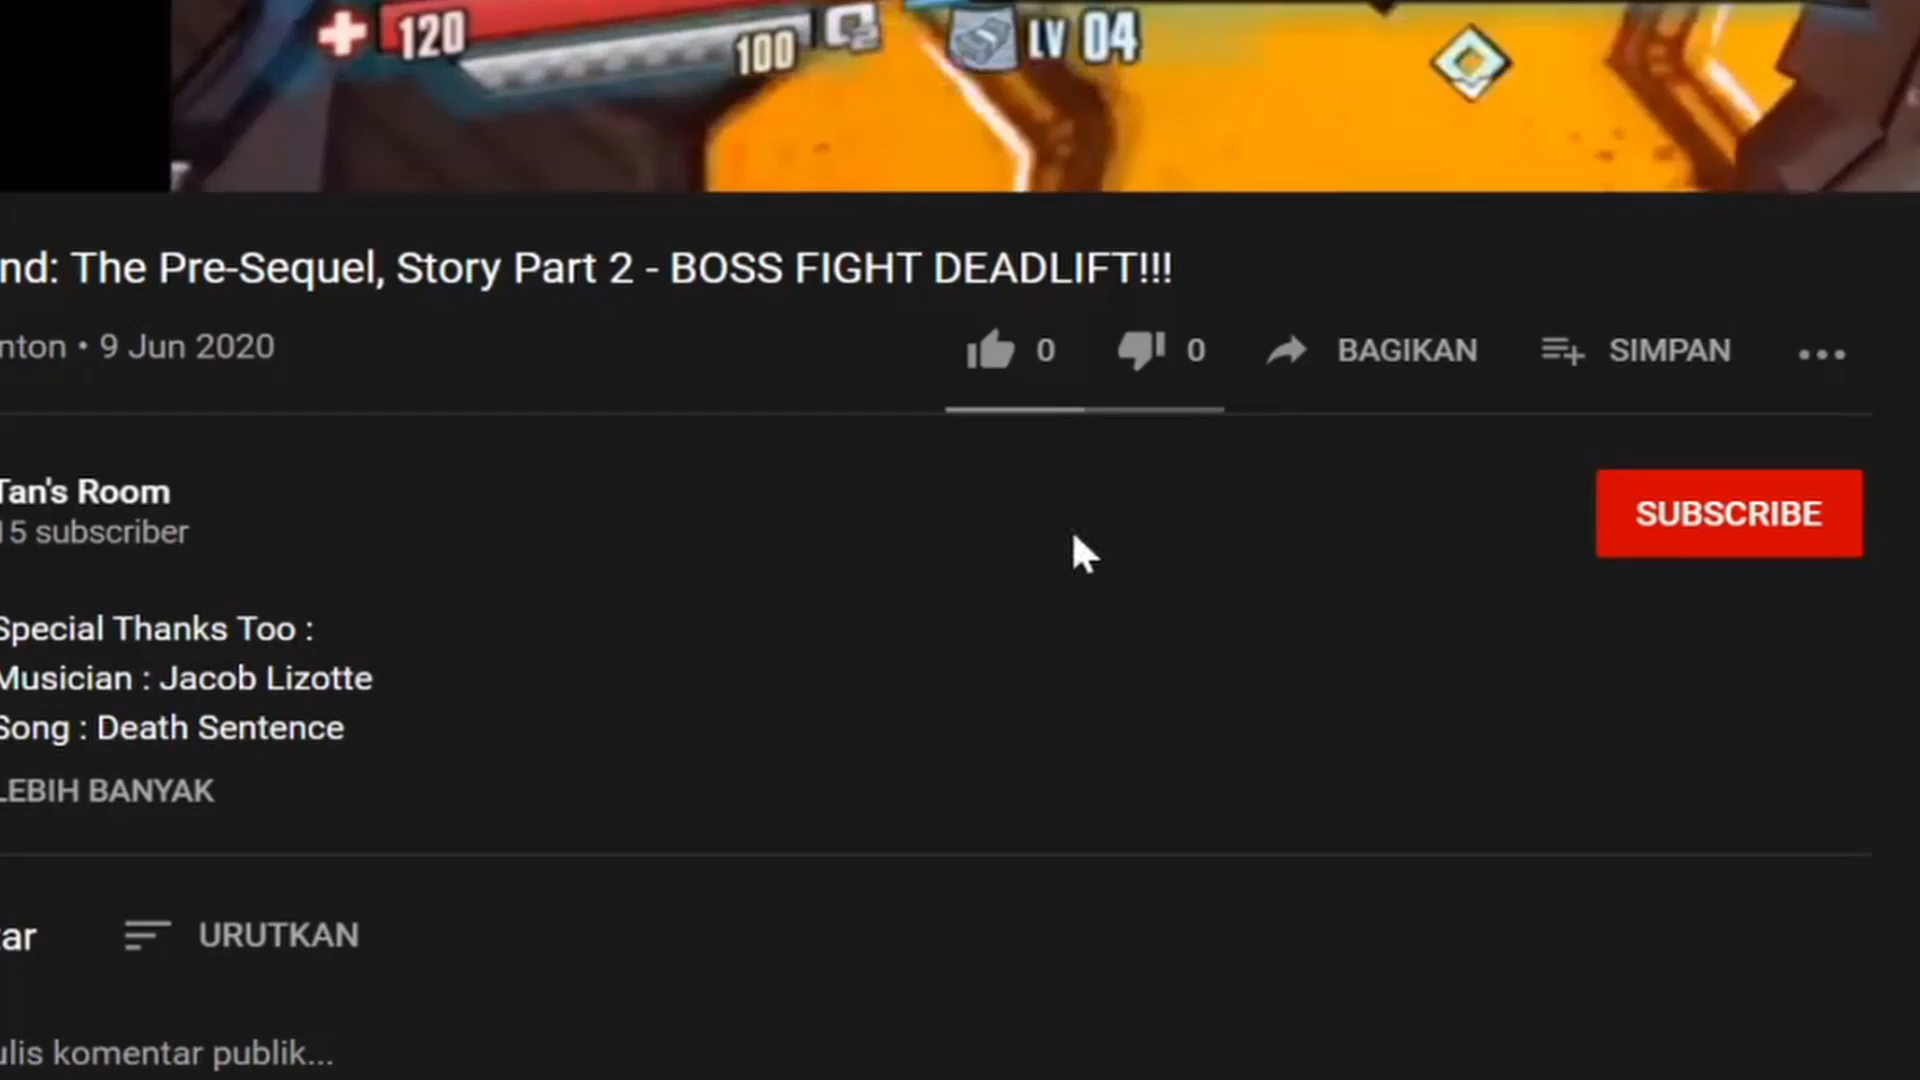 120
100
LV 04
nd: The Pre-Sequel, Story Part 2 - BOSS FIGHT DEADLIFT!!!
nton • 9 Jun 2020
0
0
BAGIKAN
SIMPAN
Tan's Room
15 subscriber
SUBSCRIBE
Special Thanks Too :
Musician : Jacob Lizotte
Song : Death Sentence
LEBIH BANYAK
tar
URUTKAN
ulis komentar publik...